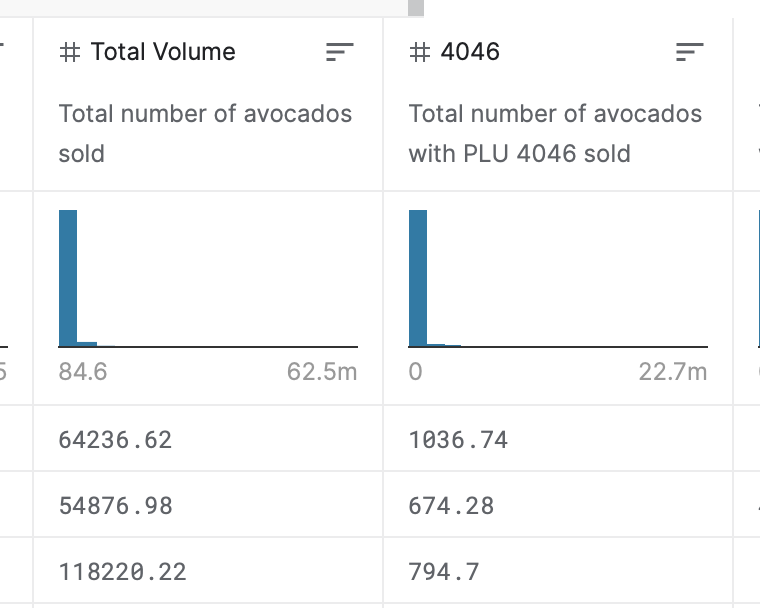 # Total Volume
Total number of avocados
sold
84.6 62.5m
64236.62
54876.98
118220.22
# 4046
Total number of avocados
with PLU 4046 sold
0 22.7m
1036.74
674.28
794.7